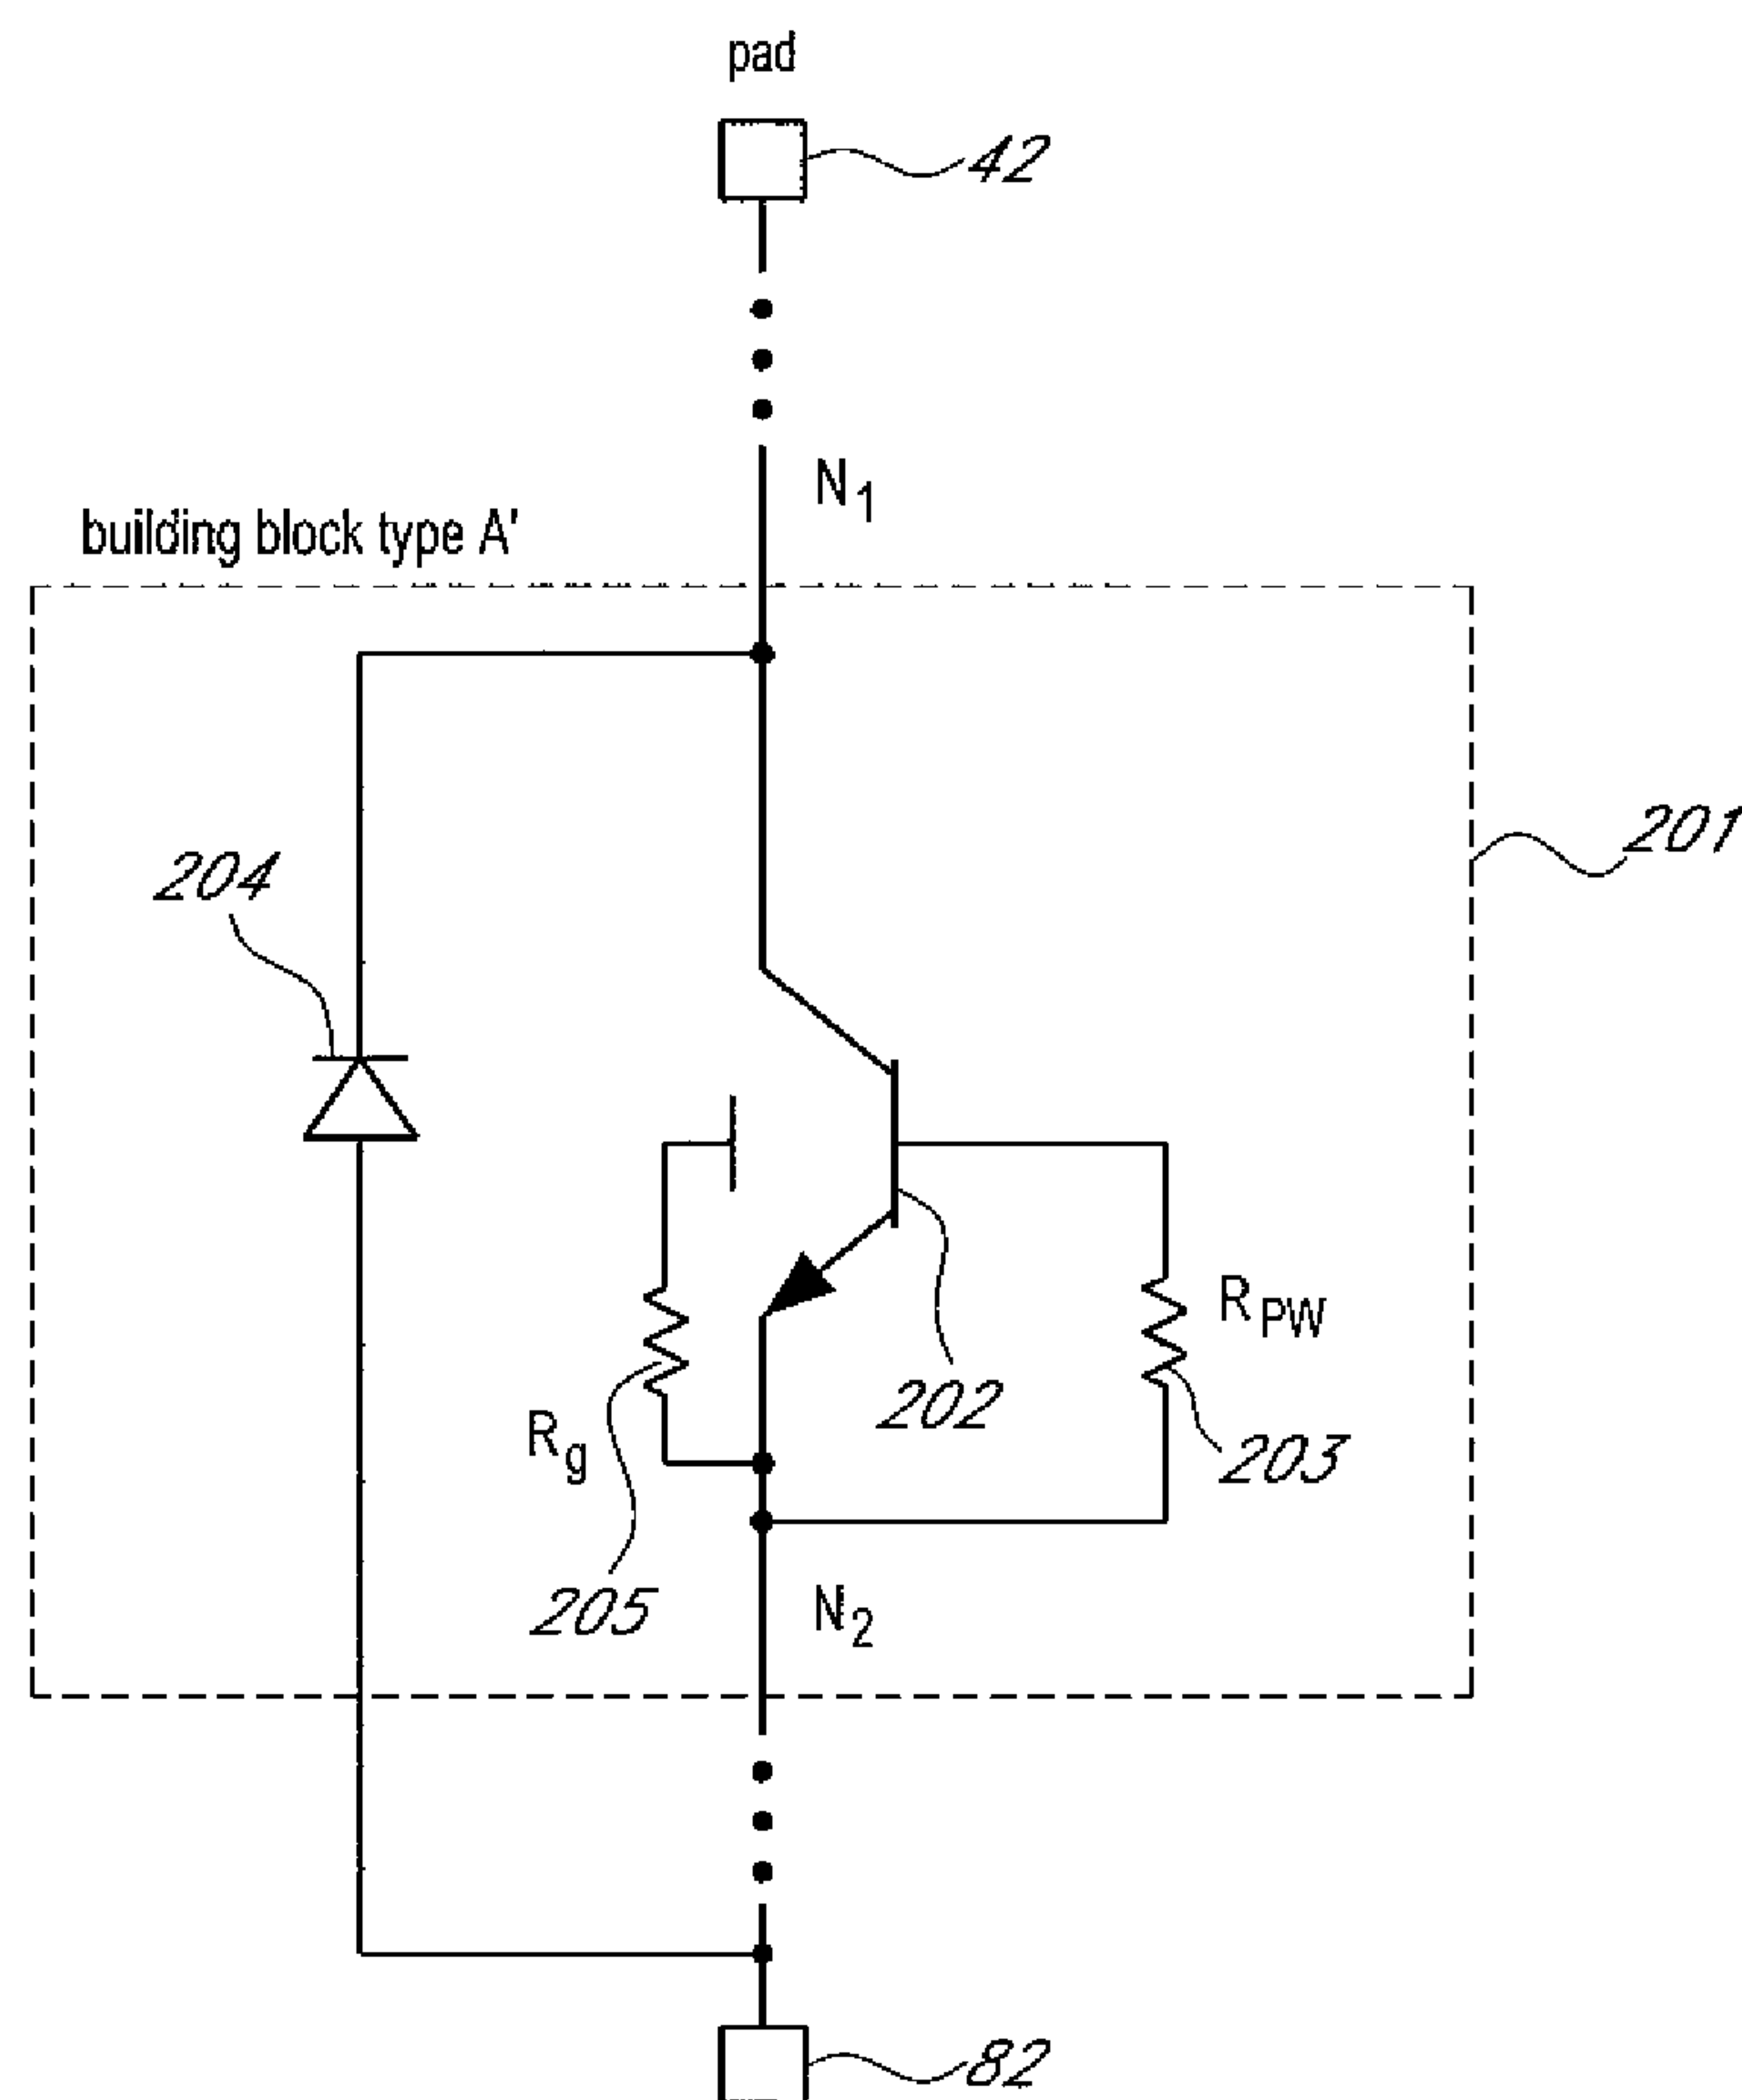 pad
42
N1
building block type A'
201
204
RPW
202
Rg
203
205
N2
82